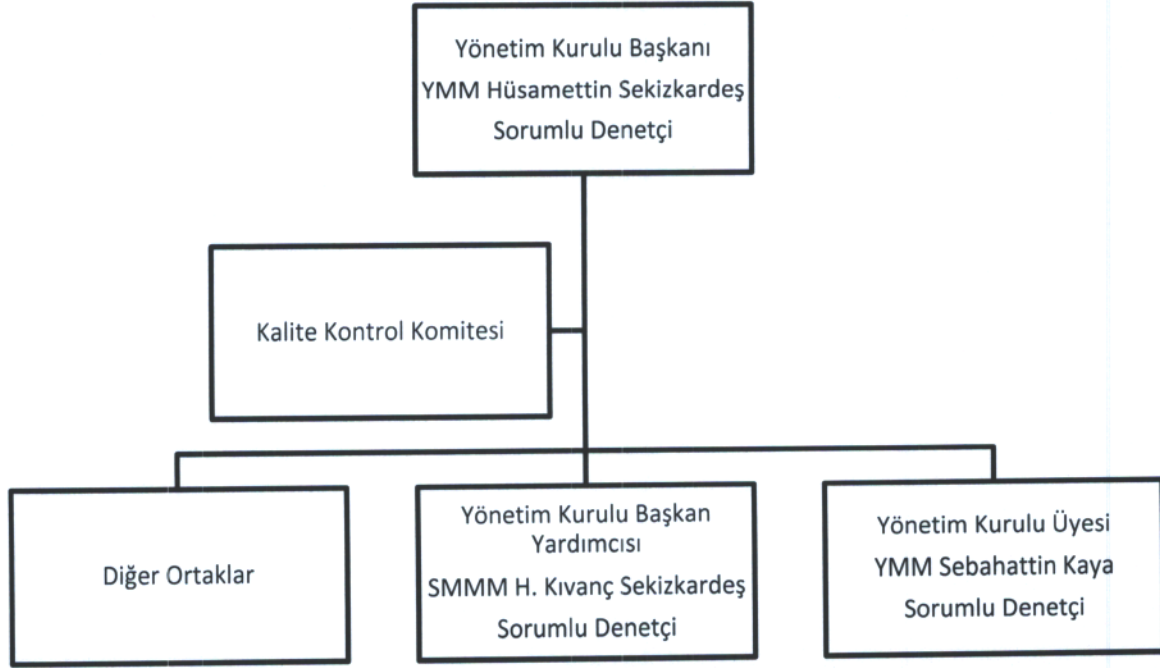 Yönetim Kurulu Başkanı
YMM Hüsamettin Sekizkardeş
Sorumlu Denetçi
Kalite Kontrol Komitesi
Diğer Ortaklar
Yönetim Kurulu Başkan
Yardımcısı
SMMM H. Kıvanç Sekizkardeş
Sorumlu Denetçi
Yönetim Kurulu Üyesi
YMM Sebahattin Kaya
Sorumlu Denetçi